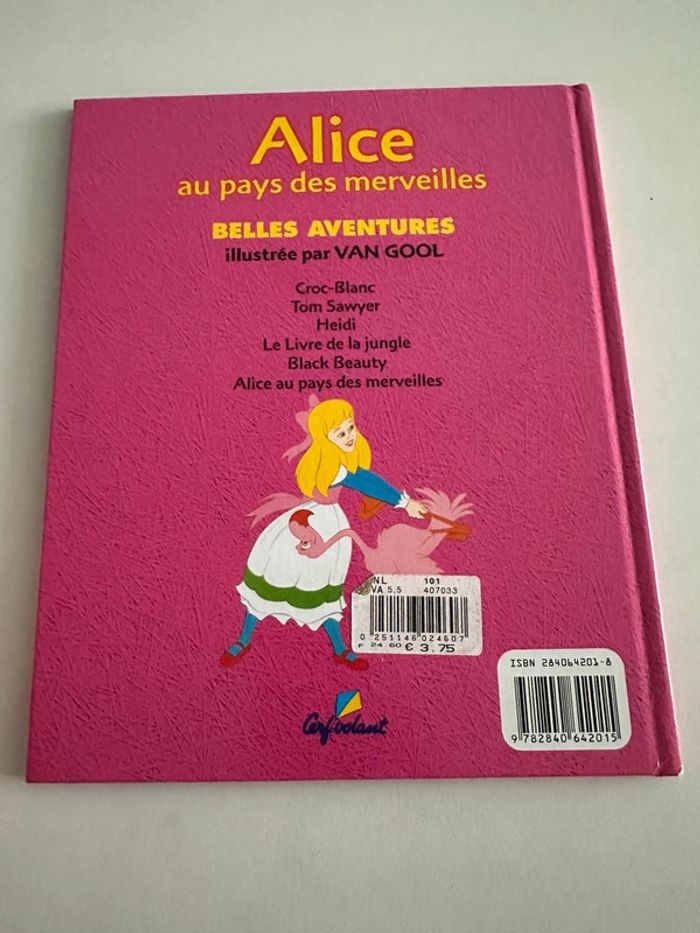 Alice
au pays des merveilles
BELLES AVENTURES
illustrée par VAN GOOL
Croc-Blanc
Tom Sawyer
Heidi
Le Livre de la jungle
Black Beauty
Alice au pays des merveilles
NL 101
VA 5.5 407033
0 251146 024607
F 24 60 € 3.75
ISBN 284064201-8
9 782840 642015
Cerf-volant